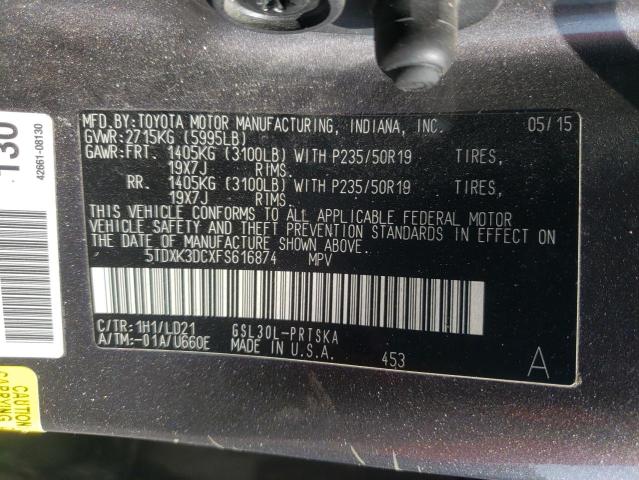 MFD.BY:TOYOTA MOTOR MANUFACTURING, INDIANA, INC. 05/15
GVWR:2715KG (5995LB)
GAWR:FRT. 1405KG (3100LB) WITH P235/50R19 TIRES,
19X7J RIMS.
RR. 1405KG (3100LB) WITH P235/50R19 TIRES,
19X7J RIMS.
THIS VEHICLE CONFORMS TO ALL APPLICABLE FEDERAL MOTOR
VEHICLE SAFETY AND THEFT PREVENTION STANDARDS IN EFFECT ON
THE DATE OF MANUFACTURE SHOWN ABOVE.
5TDXK3DCXFS616874 MPV
C/TR:1H1/LD21 GSL30L-PRTSKA
A/TM:-01A/U660E MADE IN U.S.A. 453 A
130
42661-08130
CARRYING